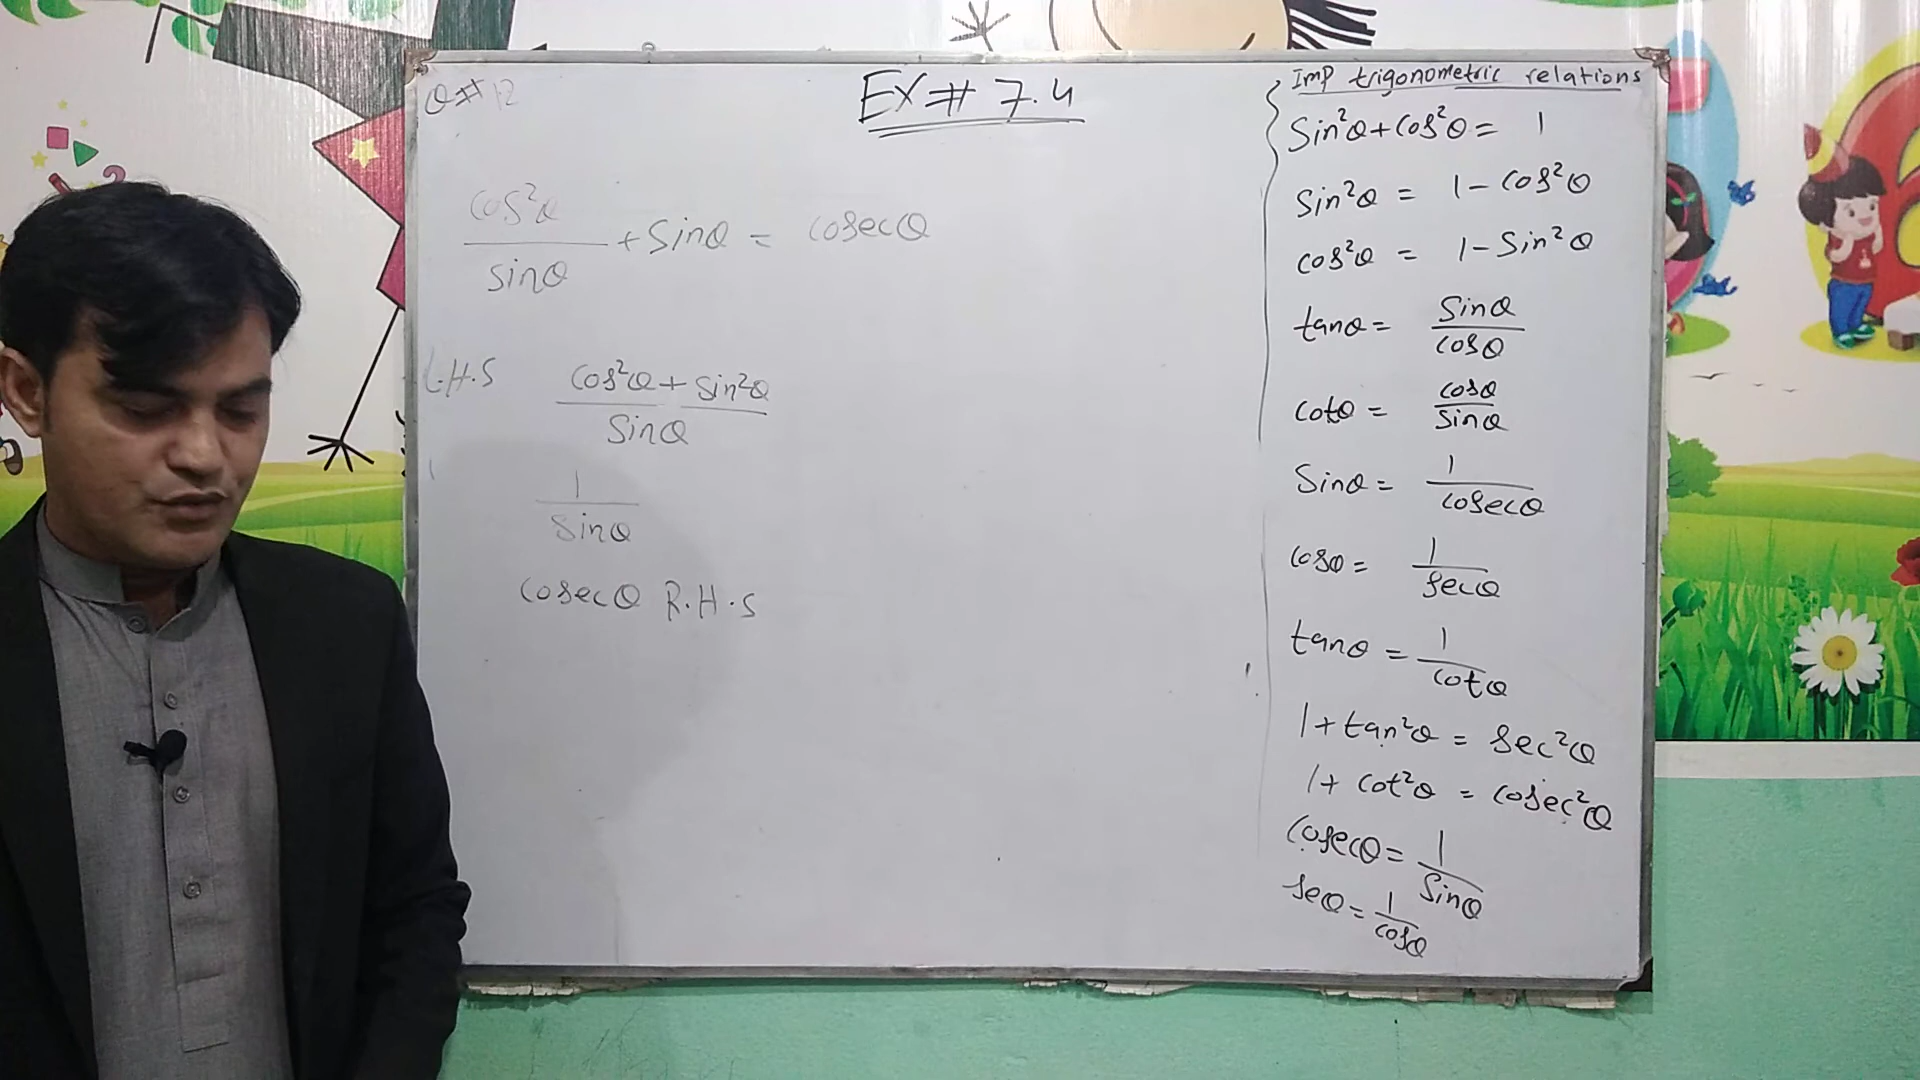 Q# 12
EX# 7.4
cos²θ/sinθ + Sinθ = cosecθ
L.H.S cos²θ + sin²θ/sinθ
1/sinθ
cosecθ R.H.S
Imp trigonometric relations
Sin²θ + cos²θ = 1
Sin²θ = 1 - cos²θ
cos²θ = 1 - Sin²θ
tanθ = Sinθ/cosθ
cotθ = cosθ/Sinθ
Sinθ = 1/cosecθ
cosθ = 1/secθ
tanθ = 1/cotθ
1 + tan²θ = sec²θ
1 + cot²θ = cosec²θ
cosecθ = 1/Sinθ
seθ = 1/cosθ